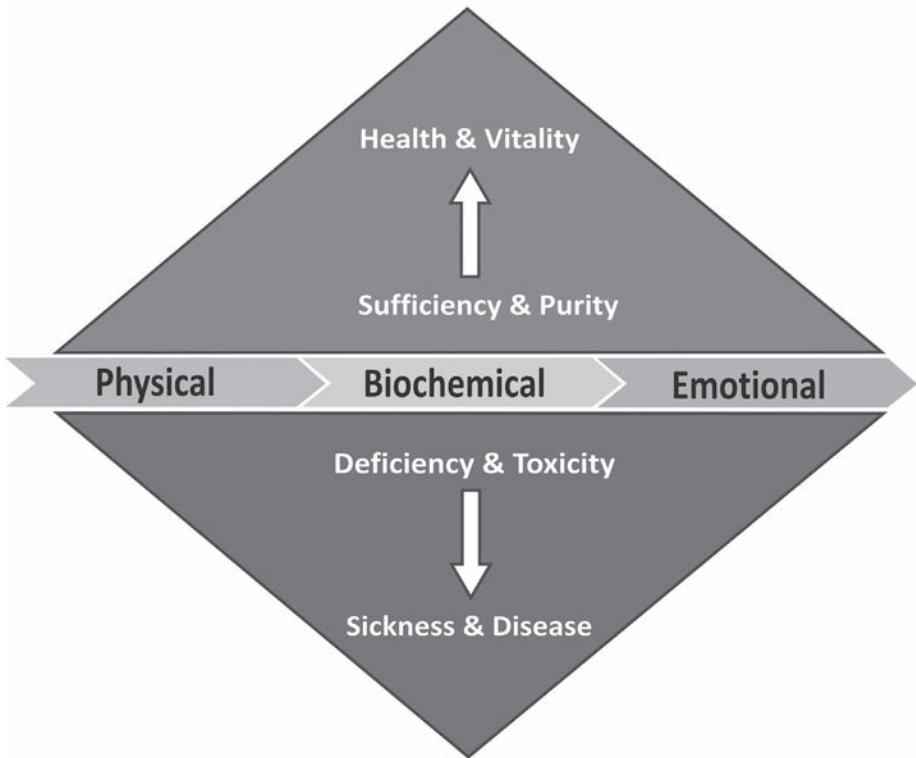 Health & Vitality
Sufficiency & Purity
Physical Biochemical Emotional
Deficiency & Toxicity
Sickness & Disease